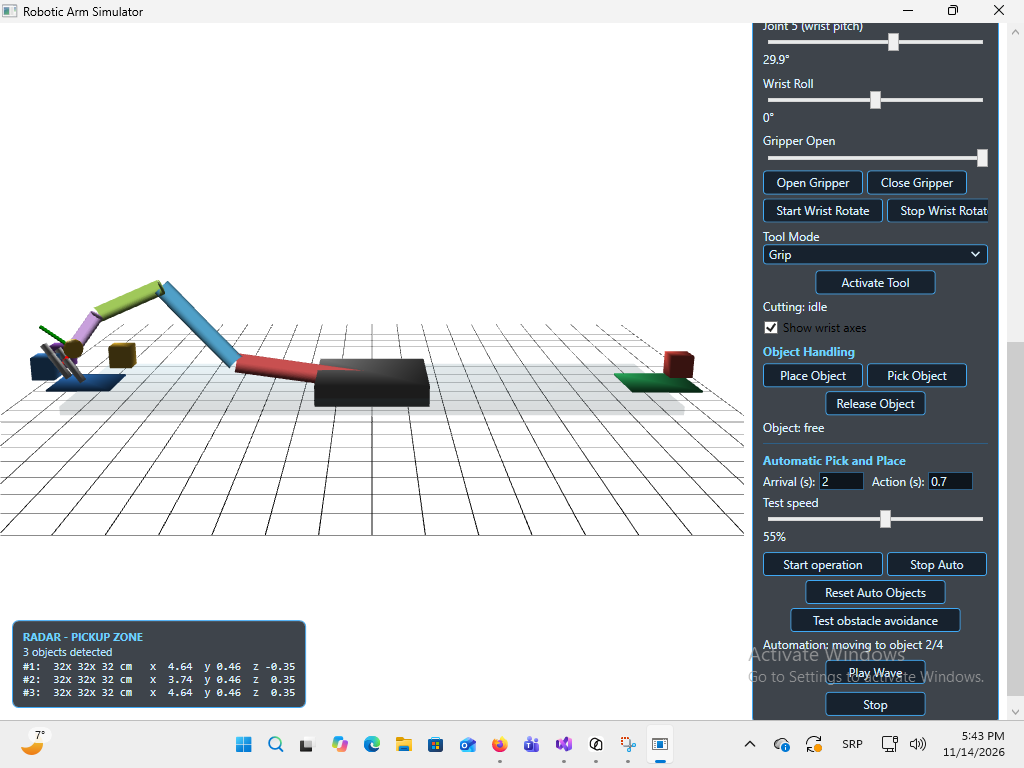 Robotic Arm Simulator
Joint 5 (wrist pitch)
29.9°
Wrist Roll
0°
Gripper Open
Open Gripper Close Gripper
Start Wrist Rotate Stop Wrist Rotat
Tool Mode
Grip
Activate Tool
Cutting: idle
Show wrist axes
Object Handling
Place Object Pick Object
Release Object
Object: free
Automatic Pick and Place
Arrival (s): 2 Action (s): 0.7
Test speed
55%
Start operation Stop Auto
Reset Auto Objects
Test obstacle avoidance
Automation: moving to object 2/4
Activate Windows
Play Wave
Go to Settings to activate Windows.
Stop
RADAR - PICKUP ZONE
3 objects detected
#1: 32x 32x 32 cm x 4.64 y 0.46 z -0.35
#2: 32x 32x 32 cm x 3.74 y 0.46 z 0.35
#3: 32x 32x 32 cm x 4.64 y 0.46 z 0.35
7°
SRP
5:43 PM
11/14/2026